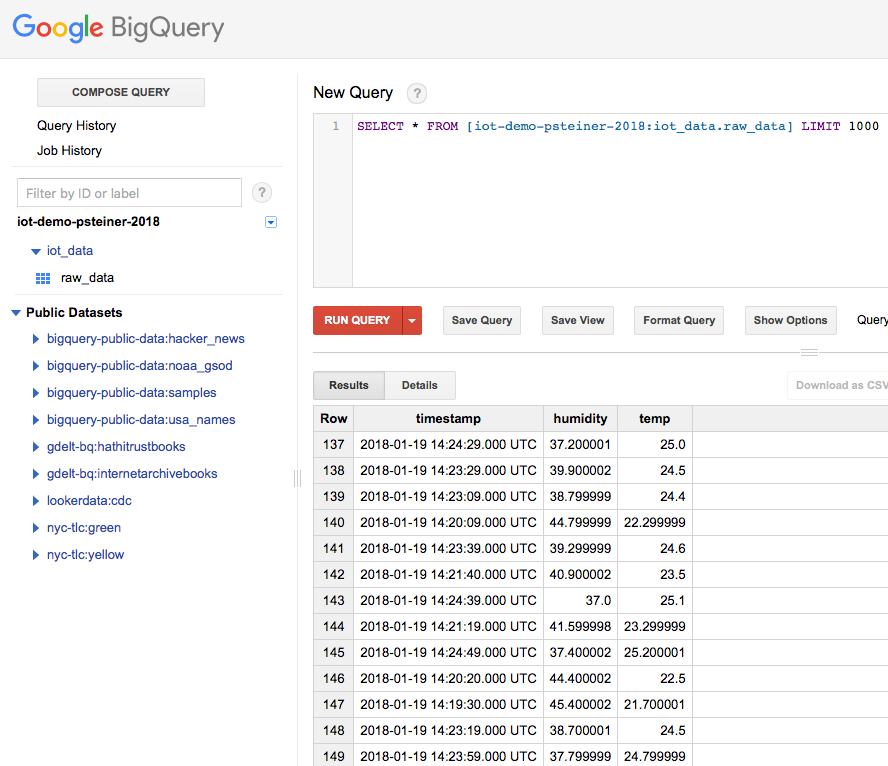 Google BigQuery
COMPOSE QUERY
Query History
Job History
Filter by ID or label ?
iot-demo-psteiner-2018
iot_data
raw_data
Public Datasets
bigquery-public-data:hacker_news
bigquery-public-data:noaa_gsod
bigquery-public-data:samples
bigquery-public-data:usa_names
gdelt-bq:hathitrustbooks
gdelt-bq:internetarchivebooks
lookerdata:cdc
nyc-tlc:green
nyc-tlc:yellow
New Query ?
1 SELECT * FROM [iot-demo-psteiner-2018:iot_data.raw_data] LIMIT 1000
RUN QUERY Save Query Save View Format Query Show Options Query
Results Details Download as CSV
Row timestamp humidity temp
137 2018-01-19 14:24:29.000 UTC 37.200001 25.0
138 2018-01-19 14:23:29.000 UTC 39.900002 24.5
139 2018-01-19 14:23:09.000 UTC 38.799999 24.4
140 2018-01-19 14:20:09.000 UTC 44.799999 22.299999
141 2018-01-19 14:23:39.000 UTC 39.299999 24.6
142 2018-01-19 14:21:40.000 UTC 40.900002 23.5
143 2018-01-19 14:24:39.000 UTC 37.0 25.1
144 2018-01-19 14:21:19.000 UTC 41.599998 23.299999
145 2018-01-19 14:24:49.000 UTC 37.400002 25.200001
146 2018-01-19 14:20:20.000 UTC 44.400002 22.5
147 2018-01-19 14:19:30.000 UTC 45.400002 21.700001
148 2018-01-19 14:23:19.000 UTC 38.700001 24.5
149 2018-01-19 14:23:59.000 UTC 37.799999 24.799999